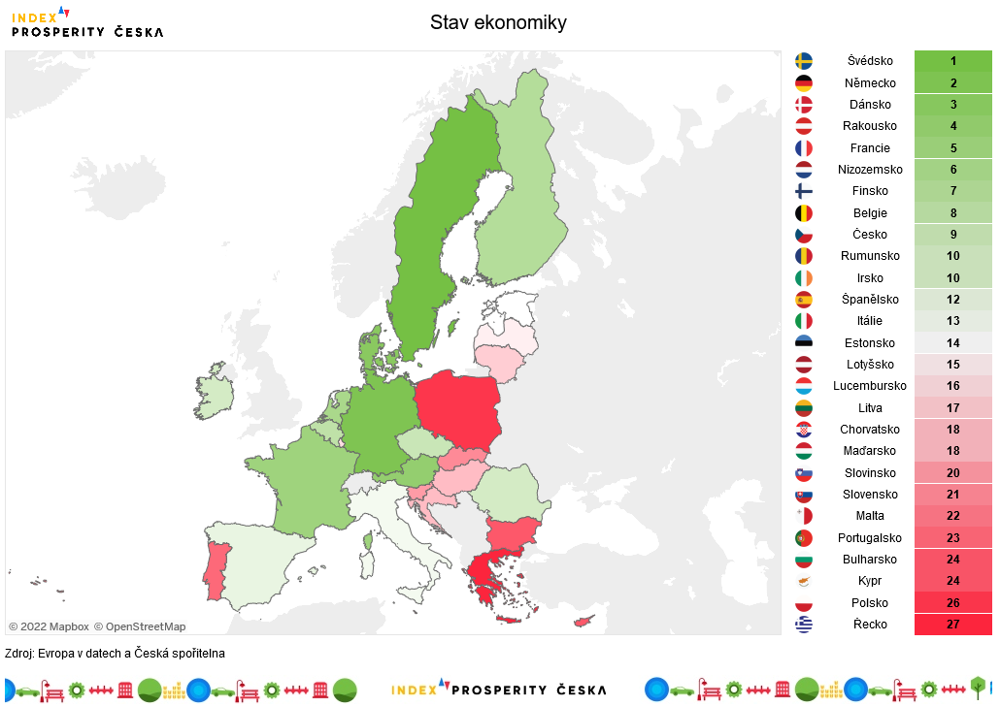 INDEX
PROSPERITY ČESKA
Stav ekonomiky
Švédsko 1
Německo 2
Dánsko 3
Rakousko 4
Francie 5
Nizozemsko 6
Finsko 7
Belgie 8
Česko 9
Rumunsko 10
Irsko 10
Španělsko 12
Itálie 13
Estonsko 14
Lotyšsko 15
Lucembursko 16
Litva 17
Chorvatsko 18
Maďarsko 18
Slovinsko 20
Slovensko 21
Malta 22
Portugalsko 23
Bulharsko 24
Kypr 24
Polsko 26
Řecko 27
© 2022 Mapbox © OpenStreetMap
Zdroj: Evropa v datech a Česká spořitelna
INDEX PROSPERITY ČESKA